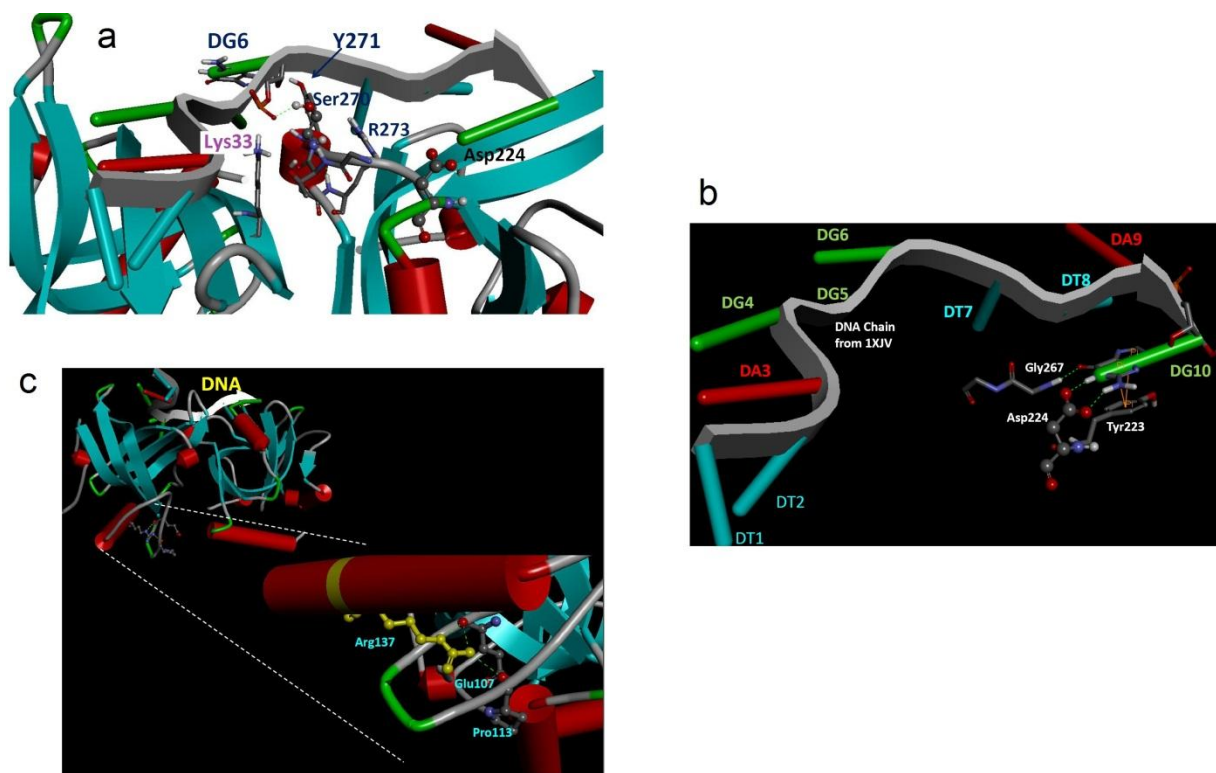 a
DG6
Y271
Ser270
Lys33
R273
Asp224
b
DG6
DA9
DG4
DG5
DT8
DT7
DNA Chain
from 1XJV
DA3
Gly267
DG10
Asp224
Tyr223
DT2
DT1
c
DNA
Arg137
Glu107
Pro113